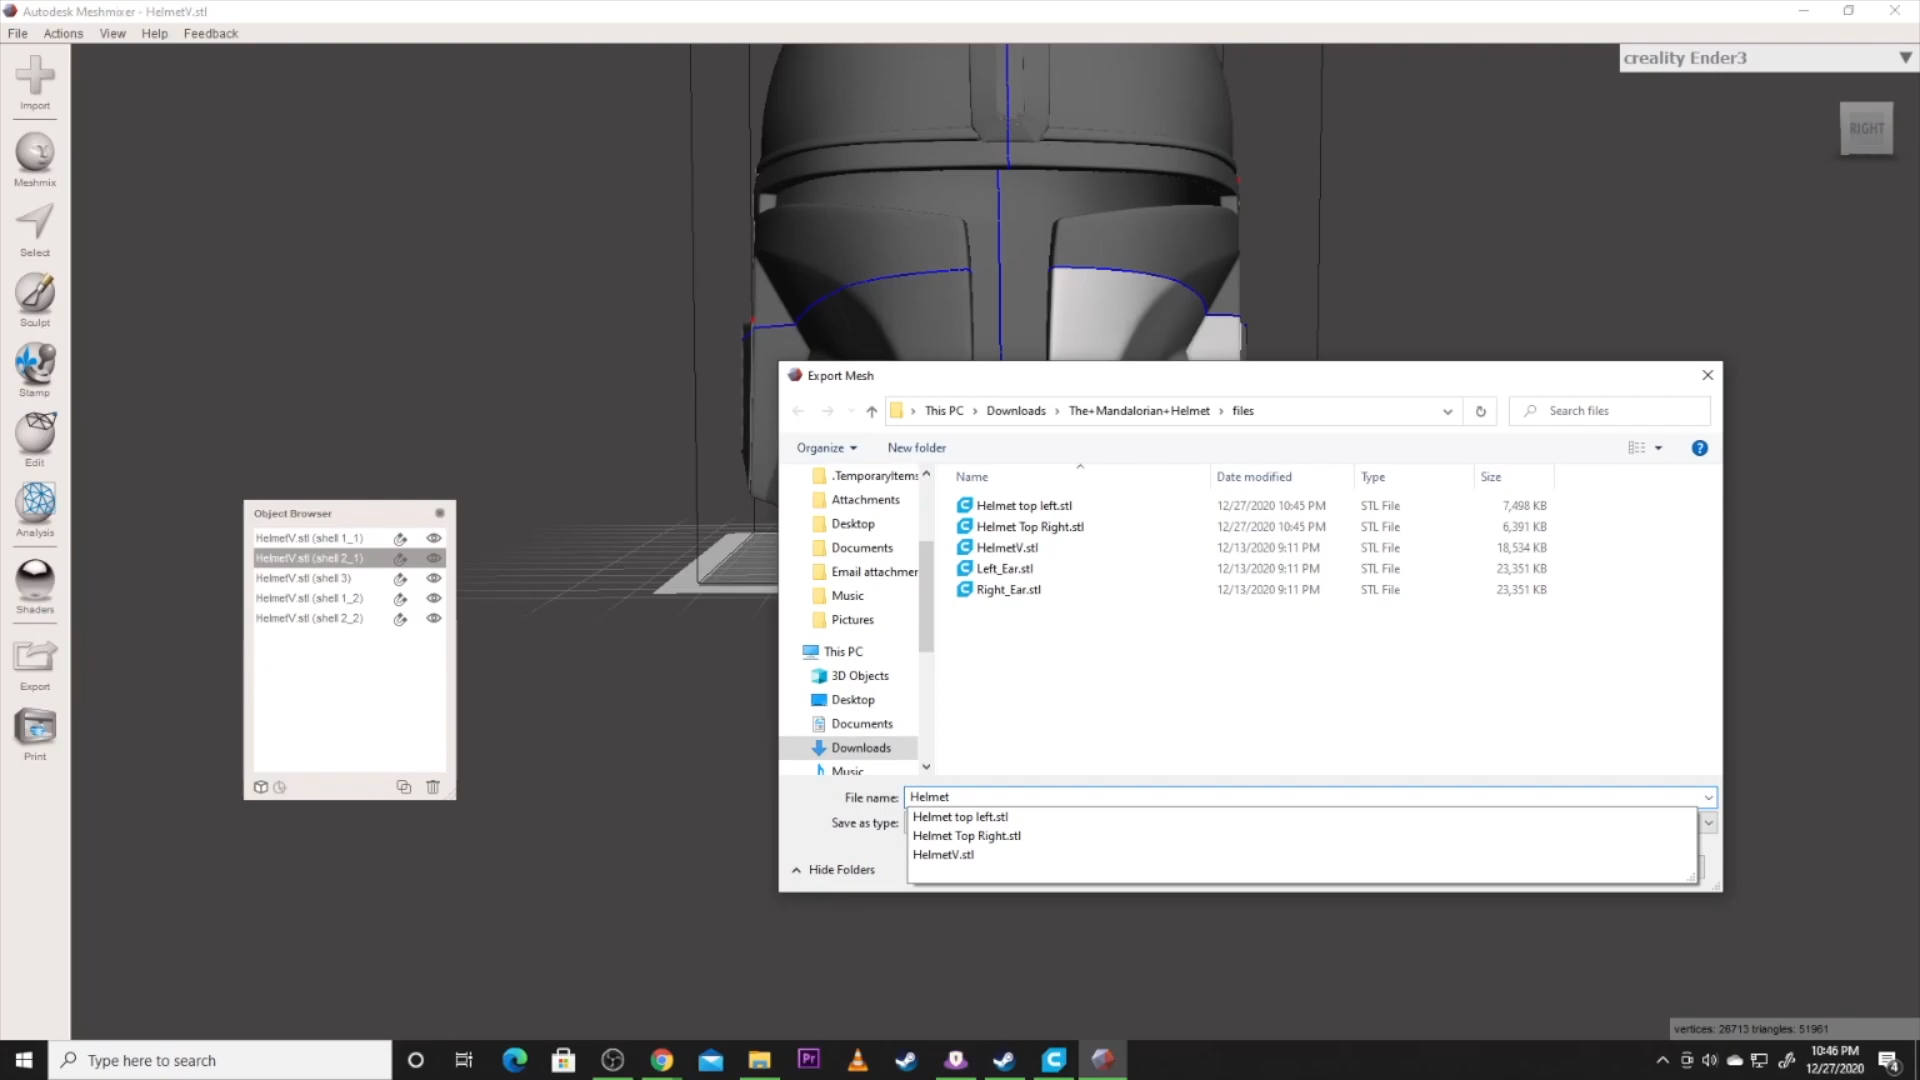 Autodesk Meshmixer - HelmetV.stl
File Actions View Help Feedback
creality Ender3
RIGHT
Import
Meshmix
Select
Sculpt
Stamp
Edit
Analysis
Shaders
Export
Print
Object Browser
HelmetV.stl (shell 1_1)
HelmetV.stl (shell 2_1)
HelmetV.stl (shell 3)
HelmetV.stl (shell 1_2)
HelmetV.stl (shell 2_2)
Export Mesh
This PC > Downloads > The+Mandalorian+Helmet > files
Search files
Organize New folder
.TemporaryItems
Attachments
Desktop
Documents
Email attachmer
Music
Pictures
This PC
3D Objects
Desktop
Documents
Downloads
Music
Name Date modified Type Size
Helmet top left.stl 12/27/2020 10:45 PM STL File 7,498 KB
Helmet Top Right.stl 12/27/2020 10:45 PM STL File 6,391 KB
HelmetV.stl 12/13/2020 9:11 PM STL File 18,534 KB
Left_Ear.stl 12/13/2020 9:11 PM STL File 23,351 KB
Right_Ear.stl 12/13/2020 9:11 PM STL File 23,351 KB
File name: Helmet
Save as type:
Helmet top left.stl
Helmet Top Right.stl
HelmetV.stl
Hide Folders
vertices: 26713 triangles: 51961
Type here to search
Pr
10:46 PM
12/27/2020
4